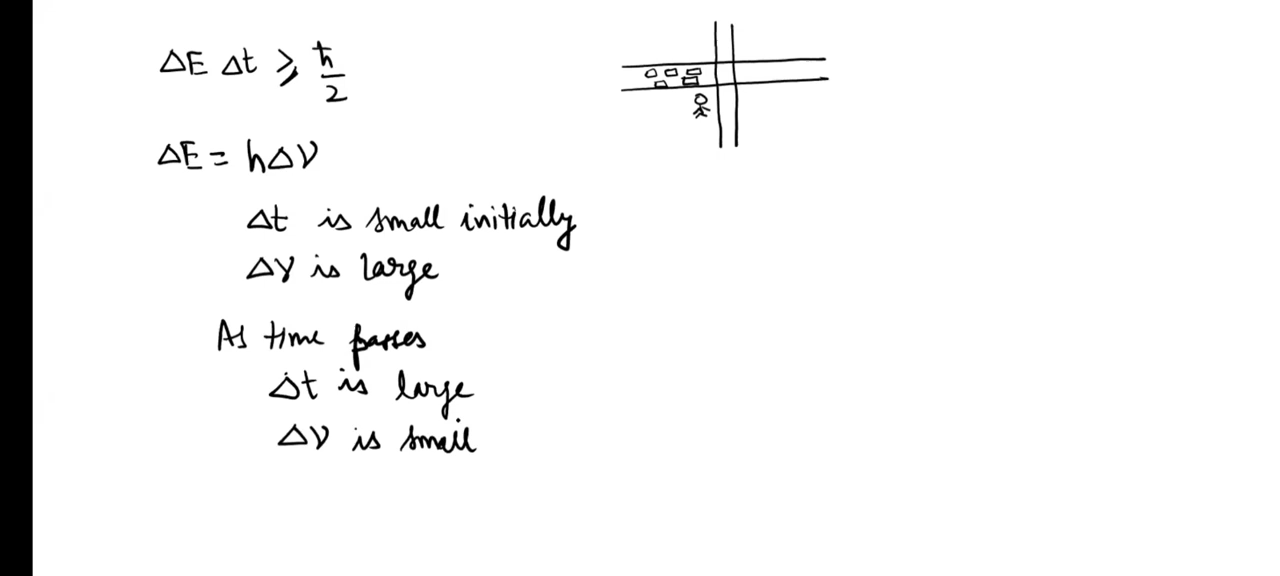 ΔE Δt ⩾ ħ/2
ΔE = hΔν
Δt is small initially
Δν is large
As time passes
Δt is large
Δν is small